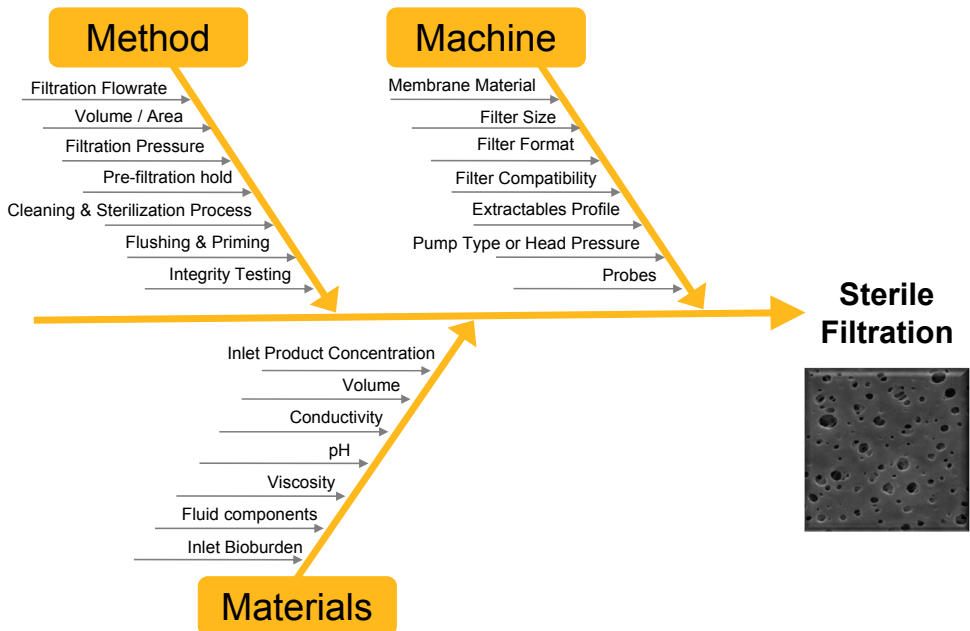 Method
Filtration Flowrate
Volume / Area
Filtration Pressure
Pre-filtration hold
Cleaning & Sterilization Process
Flushing & Priming
Integrity Testing
Machine
Membrane Material
Filter Size
Filter Format
Filter Compatibility
Extractables Profile
Pump Type or Head Pressure
Probes
Sterile
Filtration
Inlet Product Concentration
Volume
Conductivity
pH
Viscosity
Fluid components
Inlet Bioburden
Materials